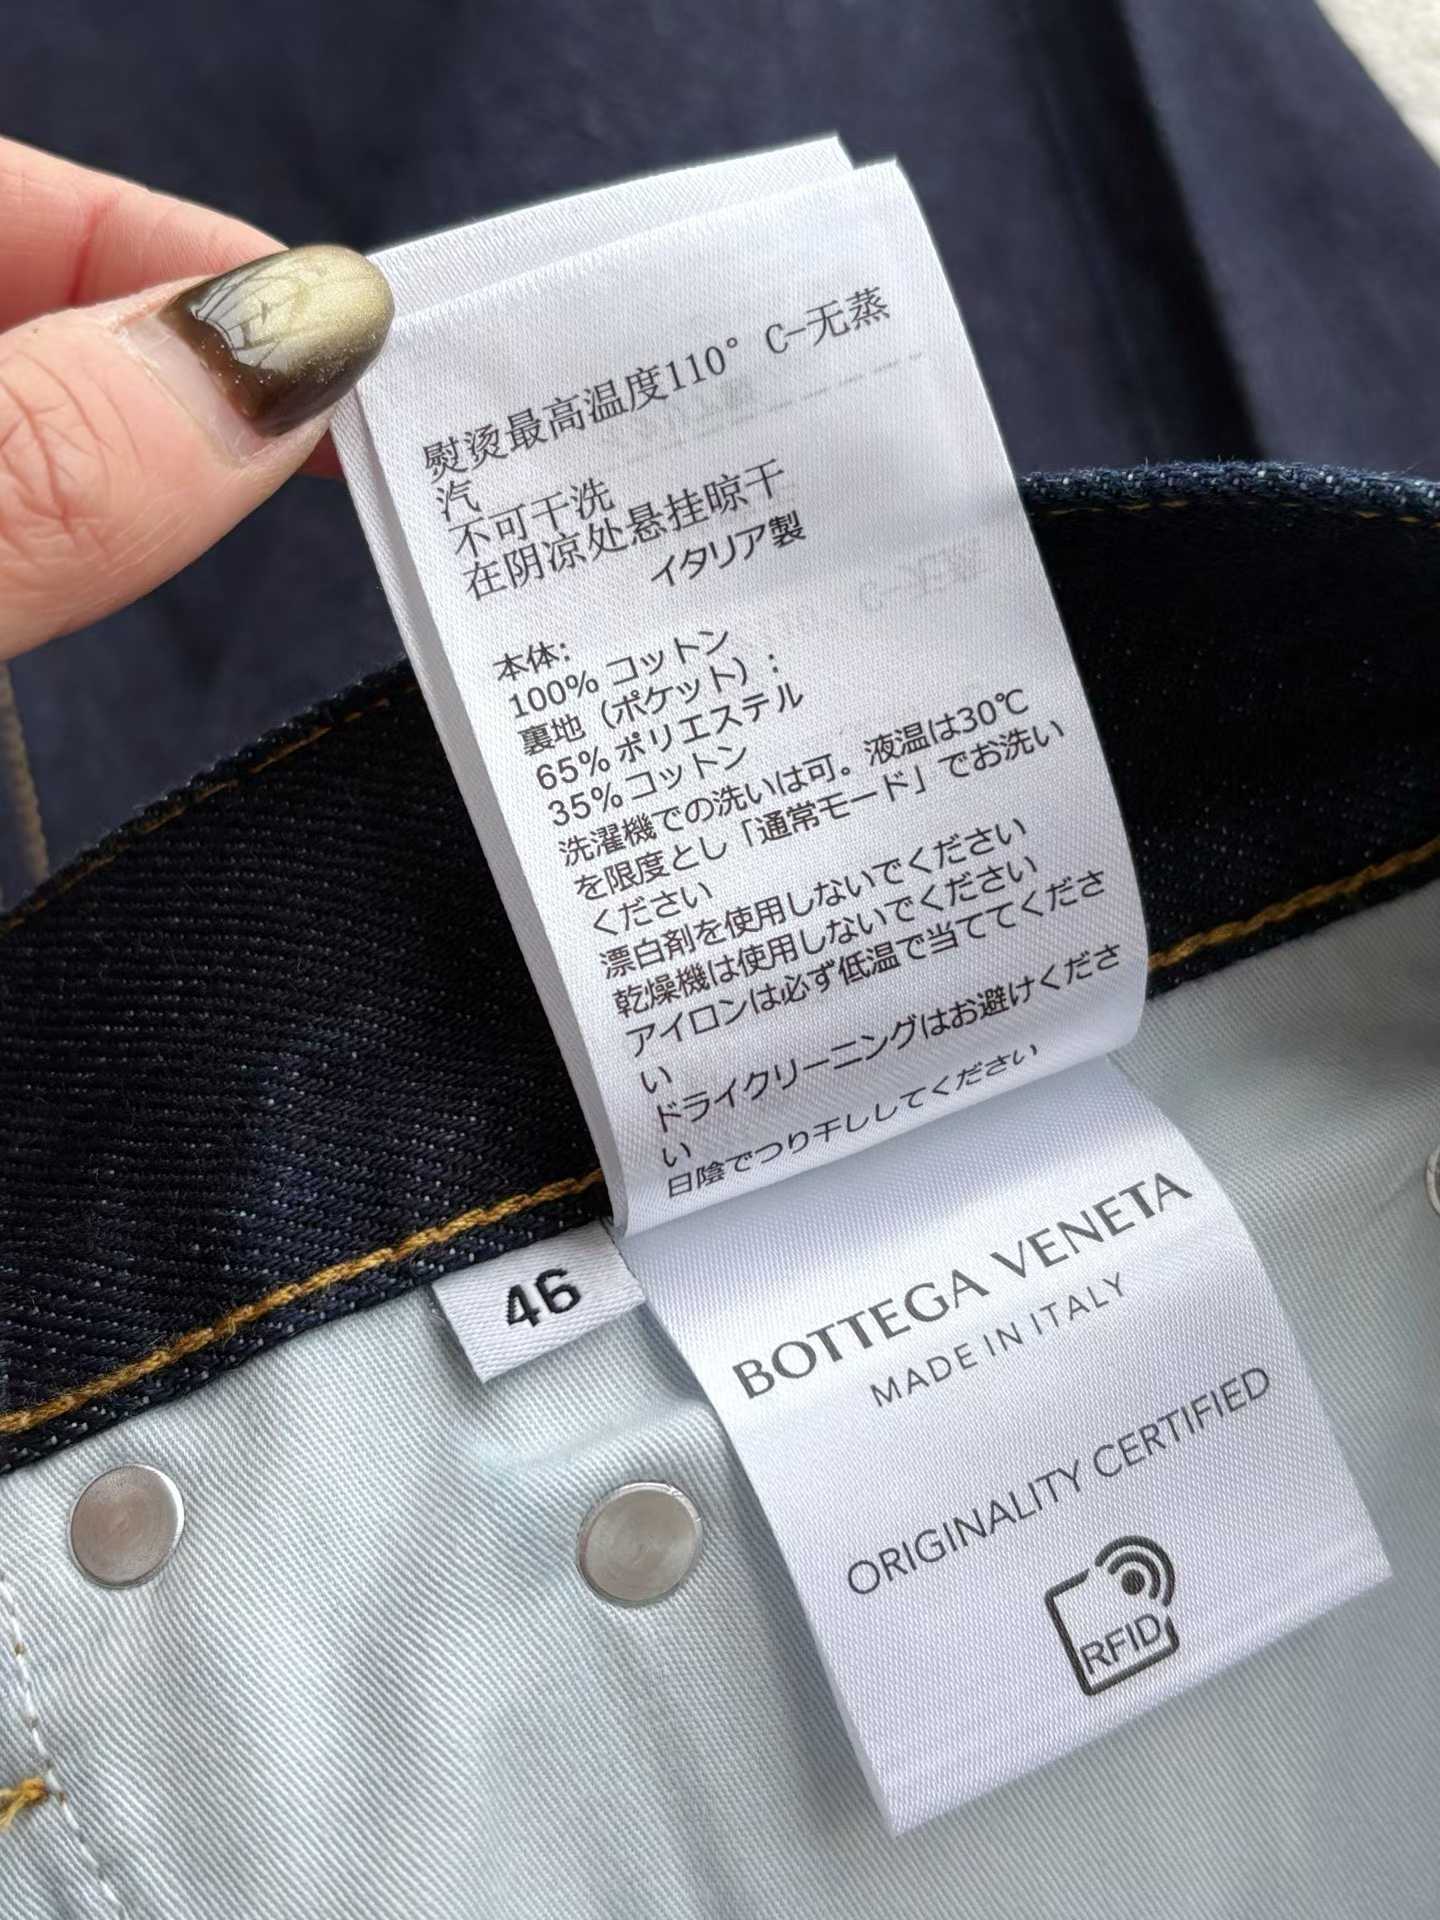 熨烫最高温度110° C-无蒸
汽
不可干洗
在阴凉处悬挂晾干
イタリア製
本体:
100% コットン
裏地（ポケット）:
65% ポリエステル
35% コットン
洗濯機での洗いは可。液温は30℃
を限度とし「通常モード」でお洗い
ください
漂白剤を使用しないでください
乾燥機は使用しないでください
アイロンは必ず低温で当ててくださ
い
ドライクリーニングはお避けくださ
い
日陰でつり干ししてください
46
BOTTEGA VENETA
MADE IN ITALY
ORIGINALITY CERTIFIED
RFID